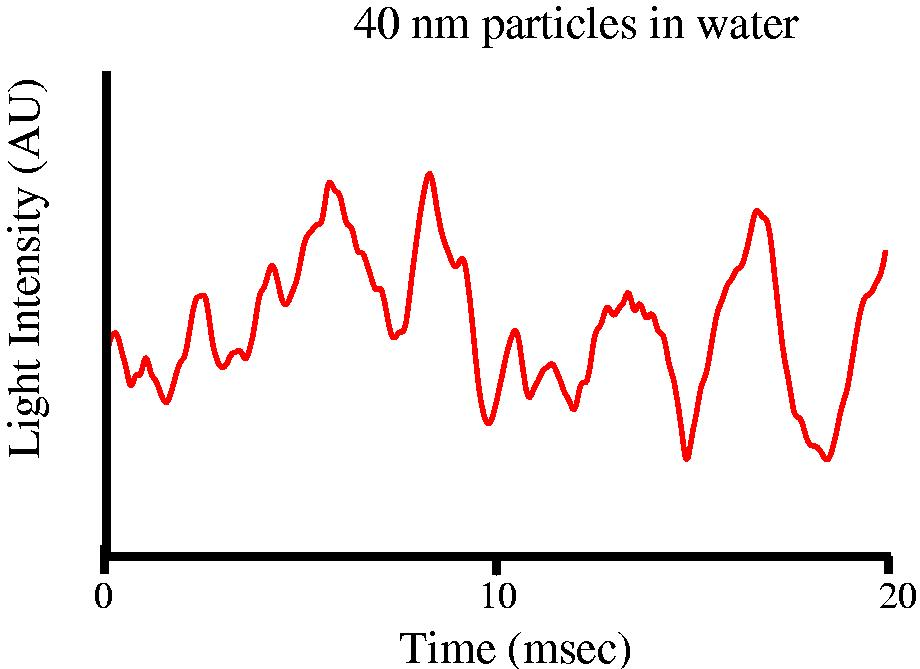 40 nm particles in water
Light Intensity (AU)
0
10
20
Time (msec)